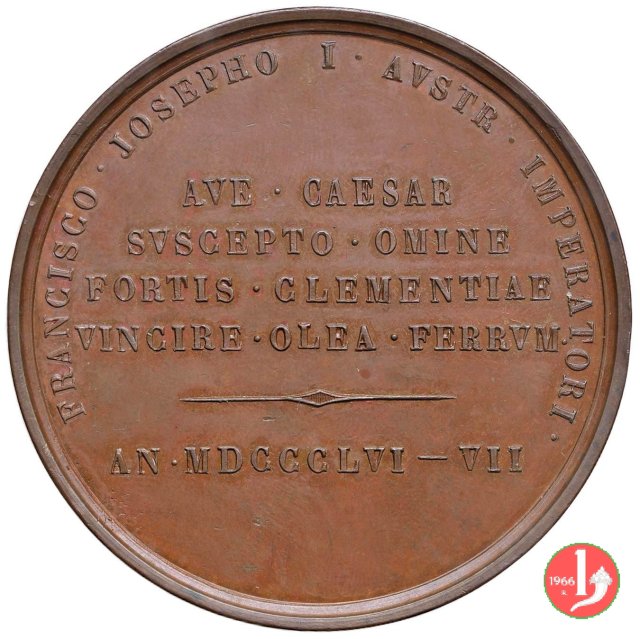 FRANCISCO · JOSEPHO I · AVSTR · IMPERATORI ·
AVE · CAESAR
SVSCEPTO · OMINE
FORTIS · CLEMENTIAE
VINCIRE · OLEA · FERRVM ·
AN · MDCCCLVI — VII
1966
R